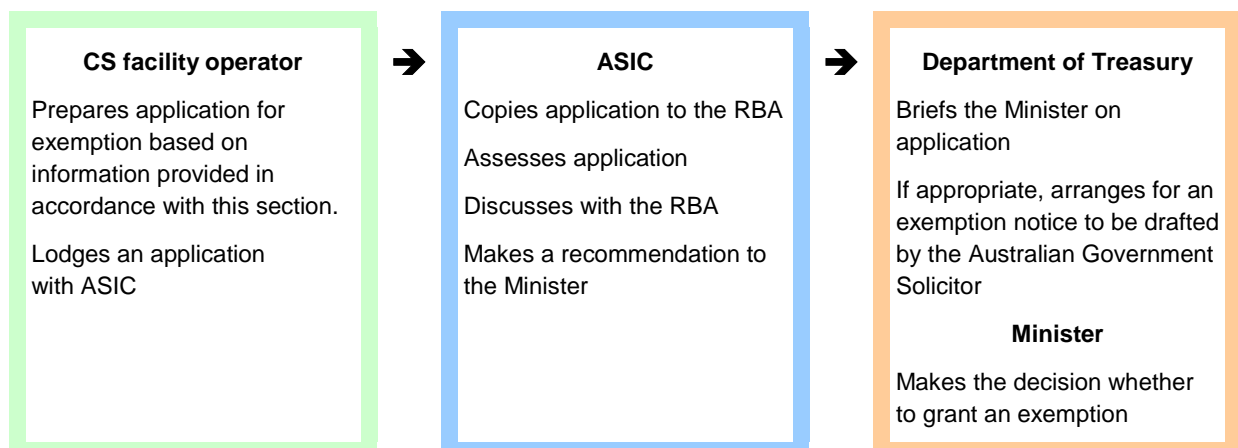 CS facility operator
Prepares application for
exemption based on
information provided in
accordance with this section.
Lodges an application
with ASIC
➔
ASIC
Copies application to the RBA
Assesses application
Discusses with the RBA
Makes a recommendation to
the Minister
➔
Department of Treasury
Briefs the Minister on
application
If appropriate, arranges for an
exemption notice to be drafted
by the Australian Government
Solicitor
Minister
Makes the decision whether
to grant an exemption